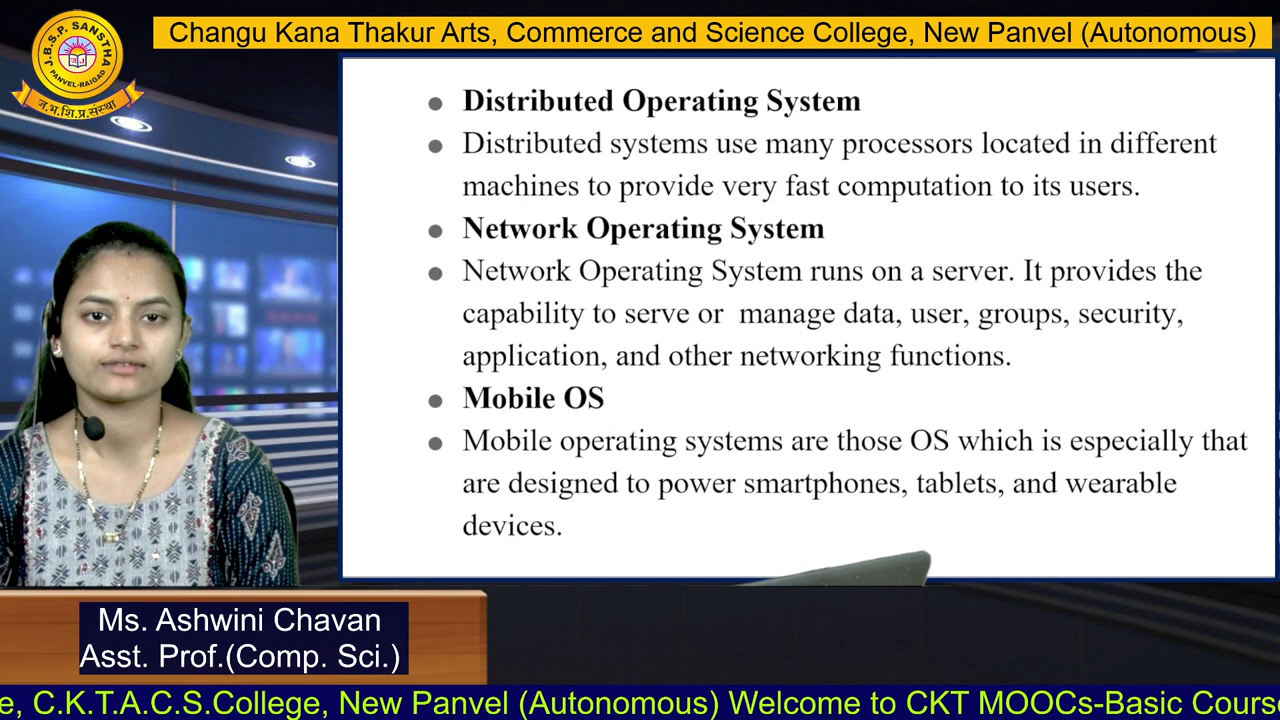 Changu Kana Thakur Arts, Commerce and Science College, New Panvel (Autonomous)
J.B.S.P. SANSTHA
PANVEL-RAIGAD
ज.भ.शि.प्र.संस्था
Distributed Operating System
Distributed systems use many processors located in different
machines to provide very fast computation to its users.
Network Operating System
Network Operating System runs on a server. It provides the
capability to serve or manage data, user, groups, security,
application, and other networking functions.
Mobile OS
Mobile operating systems are those OS which is especially that
are designed to power smartphones, tablets, and wearable
devices.
Ms. Ashwini Chavan
Asst. Prof.(Comp. Sci.)
e, C.K.T.A.C.S.College, New Panvel (Autonomous) Welcome to CKT MOOCs-Basic Cours